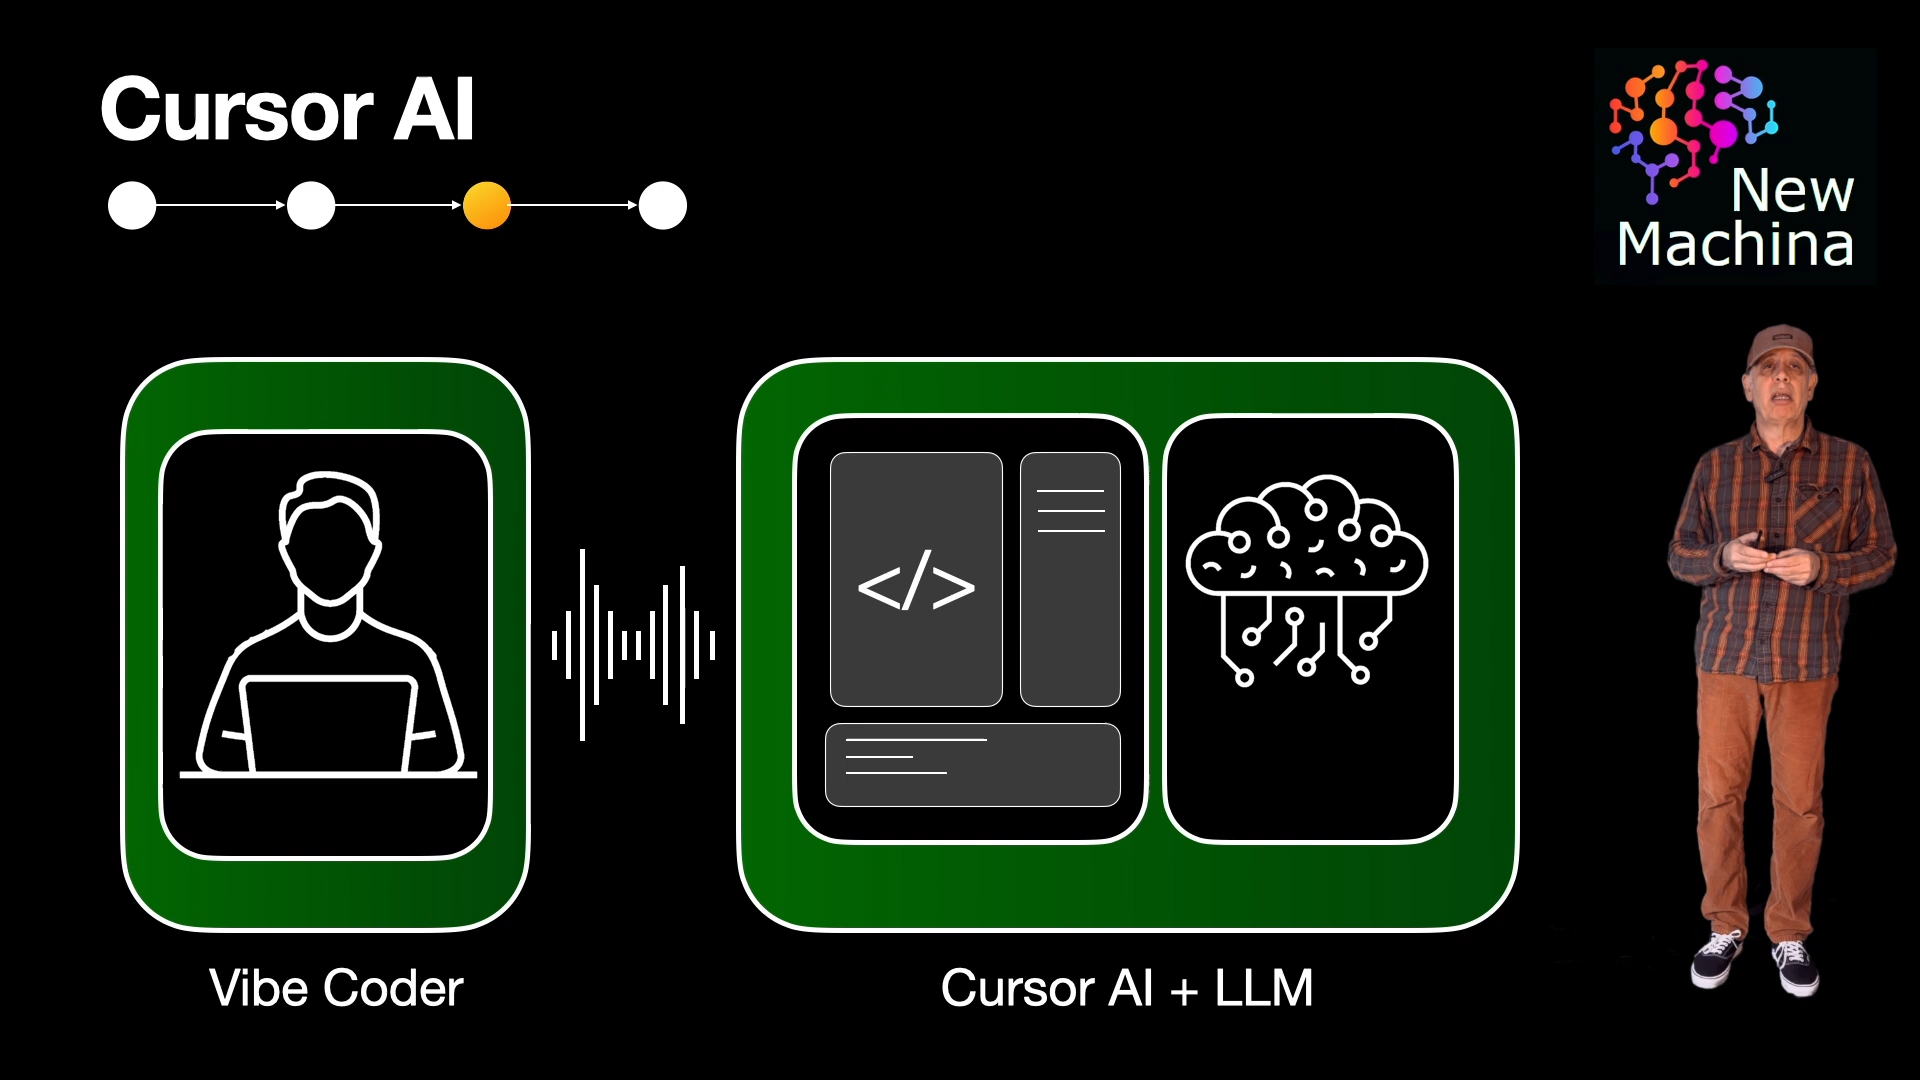 Cursor AI
New
Machina
</>
Vibe Coder
Cursor AI + LLM